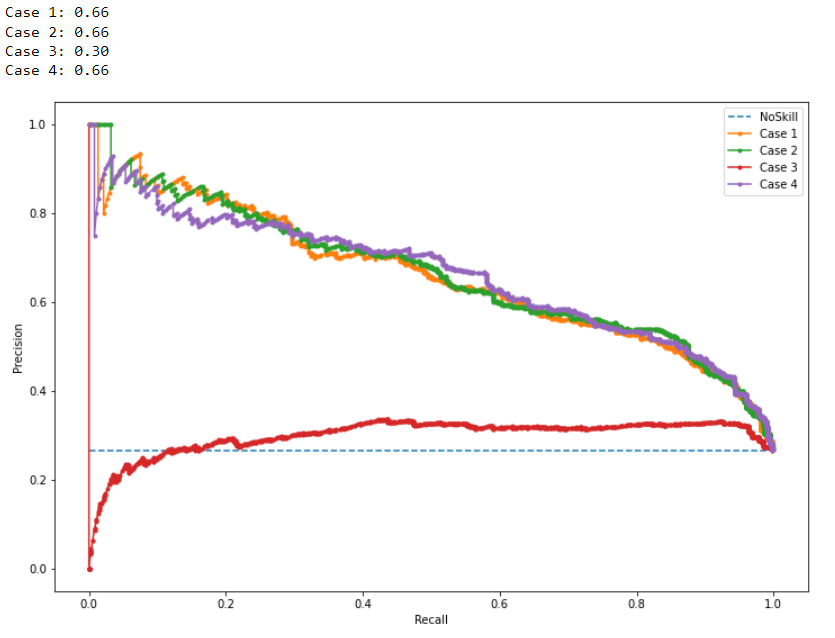 Case 1: 0.66
Case 2: 0.66
Case 3: 0.30
Case 4: 0.66
NoSkill
Case 1
Case 2
Case 3
Case 4
1.0
0.8
0.6
0.4
0.2
0.0
Precision
0.0 0.2 0.4 0.6 0.8 1.0
Recall